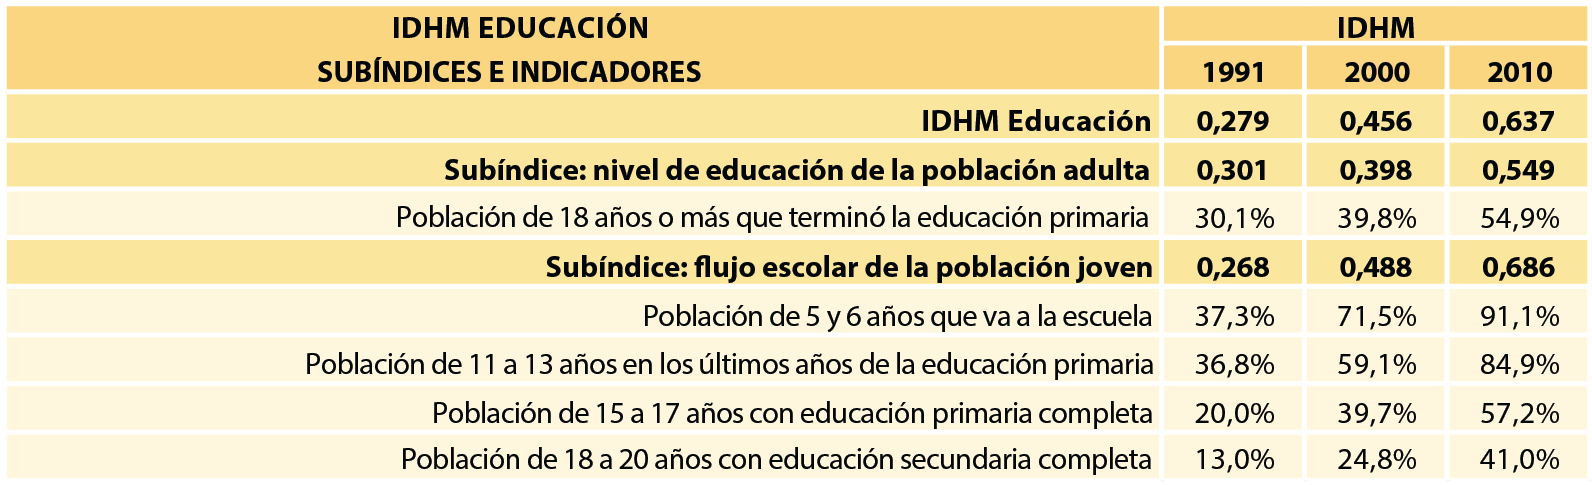 IDHM EDUCACIÓN IDHM
SUBÍNDICES E INDICADORES 1991 2000 2010
IDHM Educación 0,279 0,456 0,637
Subíndice: nivel de educación de la población adulta 0,301 0,398 0,549
Población de 18 años o más que terminó la educación primaria 30,1% 39,8% 54,9%
Subíndice: flujo escolar de la población joven 0,268 0,488 0,686
Población de 5 y 6 años que va a la escuela 37,3% 71,5% 91,1%
Población de 11 a 13 años en los últimos años de la educación primaria 36,8% 59,1% 84,9%
Población de 15 a 17 años con educación primaria completa 20,0% 39,7% 57,2%
Población de 18 a 20 años con educación secundaria completa 13,0% 24,8% 41,0%